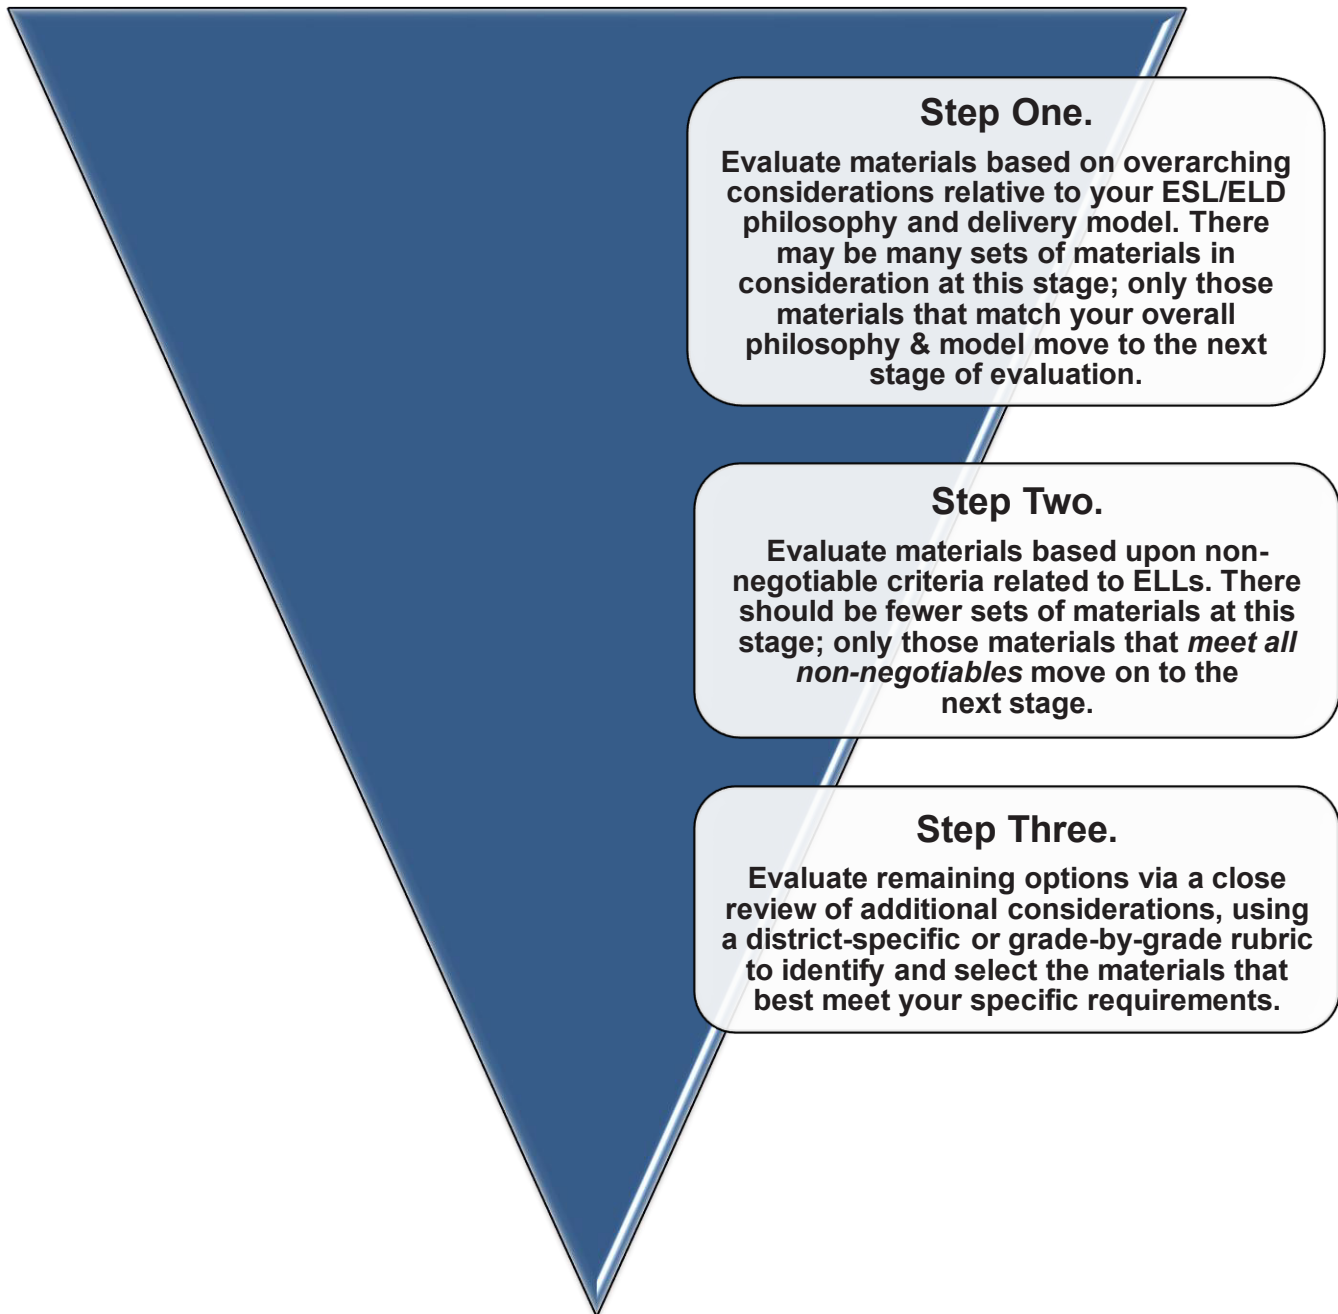 Step One.
Evaluate materials based on overarching
considerations relative to your ESL/ELD
philosophy and delivery model. There
may be many sets of materials in
consideration at this stage; only those
materials that match your overall
philosophy & model move to the next
stage of evaluation.
Step Two.
Evaluate materials based upon non-
negotiable criteria related to ELLs. There
should be fewer sets of materials at this
stage; only those materials that meet all
non-negotiables move on to the
next stage.
Step Three.
Evaluate remaining options via a close
review of additional considerations, using
a district-specific or grade-by-grade rubric
to identify and select the materials that
best meet your specific requirements.